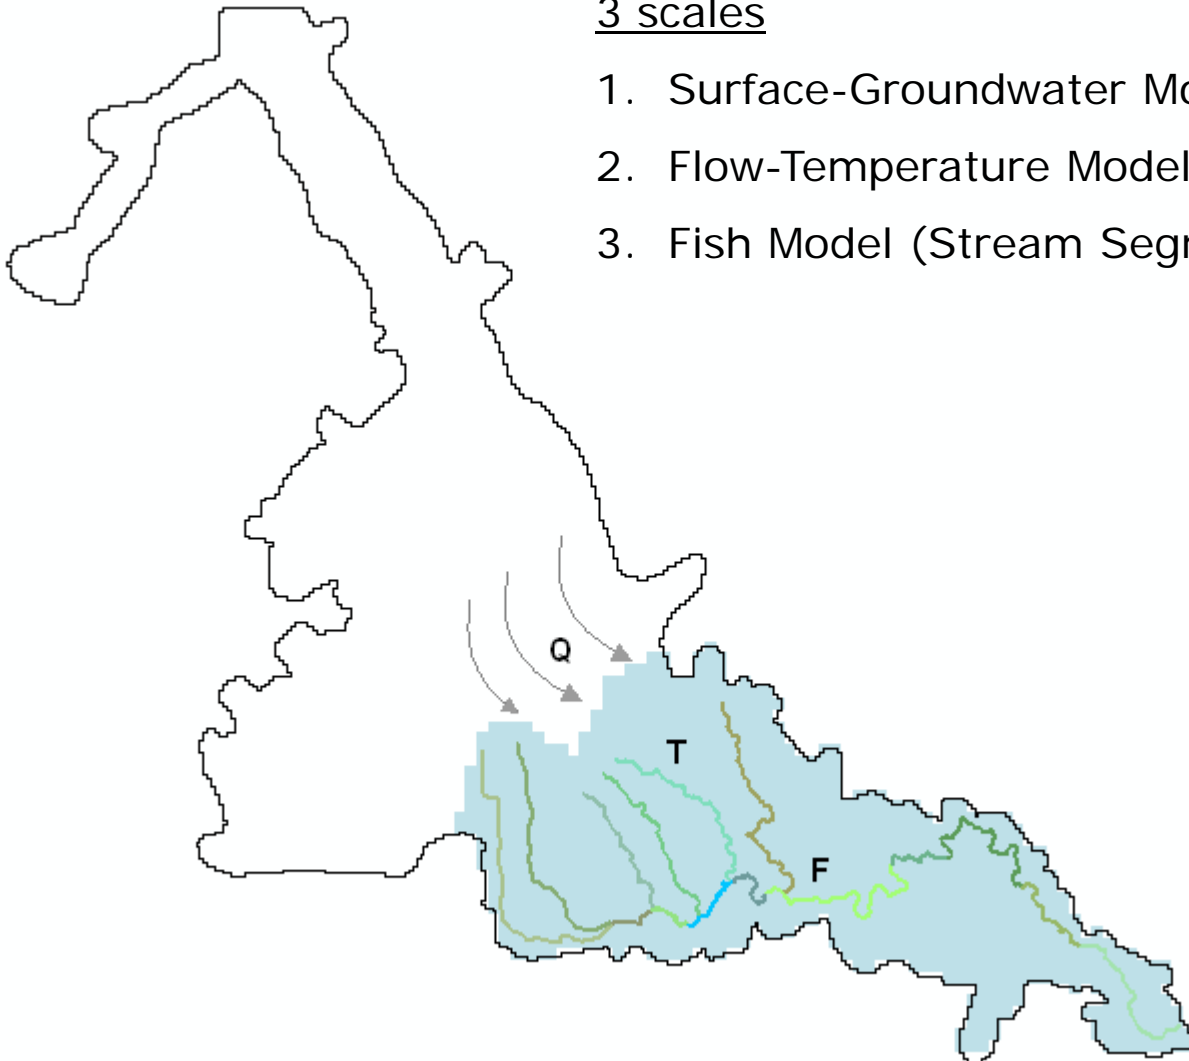 3 scales
1. Surface-Groundwater Mo
2. Flow-Temperature Model
3. Fish Model (Stream Segr
Q
T
F